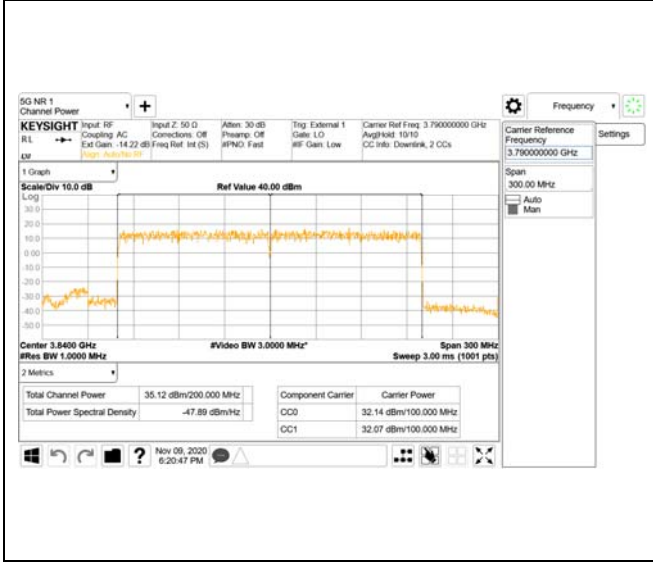 5G NR 1
Channel Power
Frequency
KEYSIGHT
RL
Input: RF
Coupling: AC
Ext Gain: -14.22 dB
Align: Auto/No RF
Input Z: 50 Ω
Corrections: Off
Freq Ref: Int (S)
Atten: 30 dB
Preamp: Off
#PNO: Fast
Trig: External 1
Gate: LO
#IF Gain: Low
Carrier Ref Freq: 3.790000000 GHz
Avg|Hold: 10/10
CC Info: Downlink, 2 CCs
Carrier Reference
Frequency
3.790000000 GHz
Settings
Span
300.00 MHz
Auto
Man
1 Graph
Scale/Div 10.0 dB
Ref Value 40.00 dBm
Log
30.0
20.0
10.0
0.00
-10.0
-20.0
-30.0
-40.0
-50.0
Center 3.8400 GHz
#Video BW 3.0000 MHz*
Span 300 MHz
#Res BW 1.0000 MHz
Sweep 3.00 ms (1001 pts)
2 Metrics
Total Channel Power 35.12 dBm/200.000 MHz
Total Power Spectral Density -47.89 dBm/Hz
Component Carrier Carrier Power
CC0 32.14 dBm/100.000 MHz
CC1 32.07 dBm/100.000 MHz
?
Nov 09, 2020
6:20:47 PM